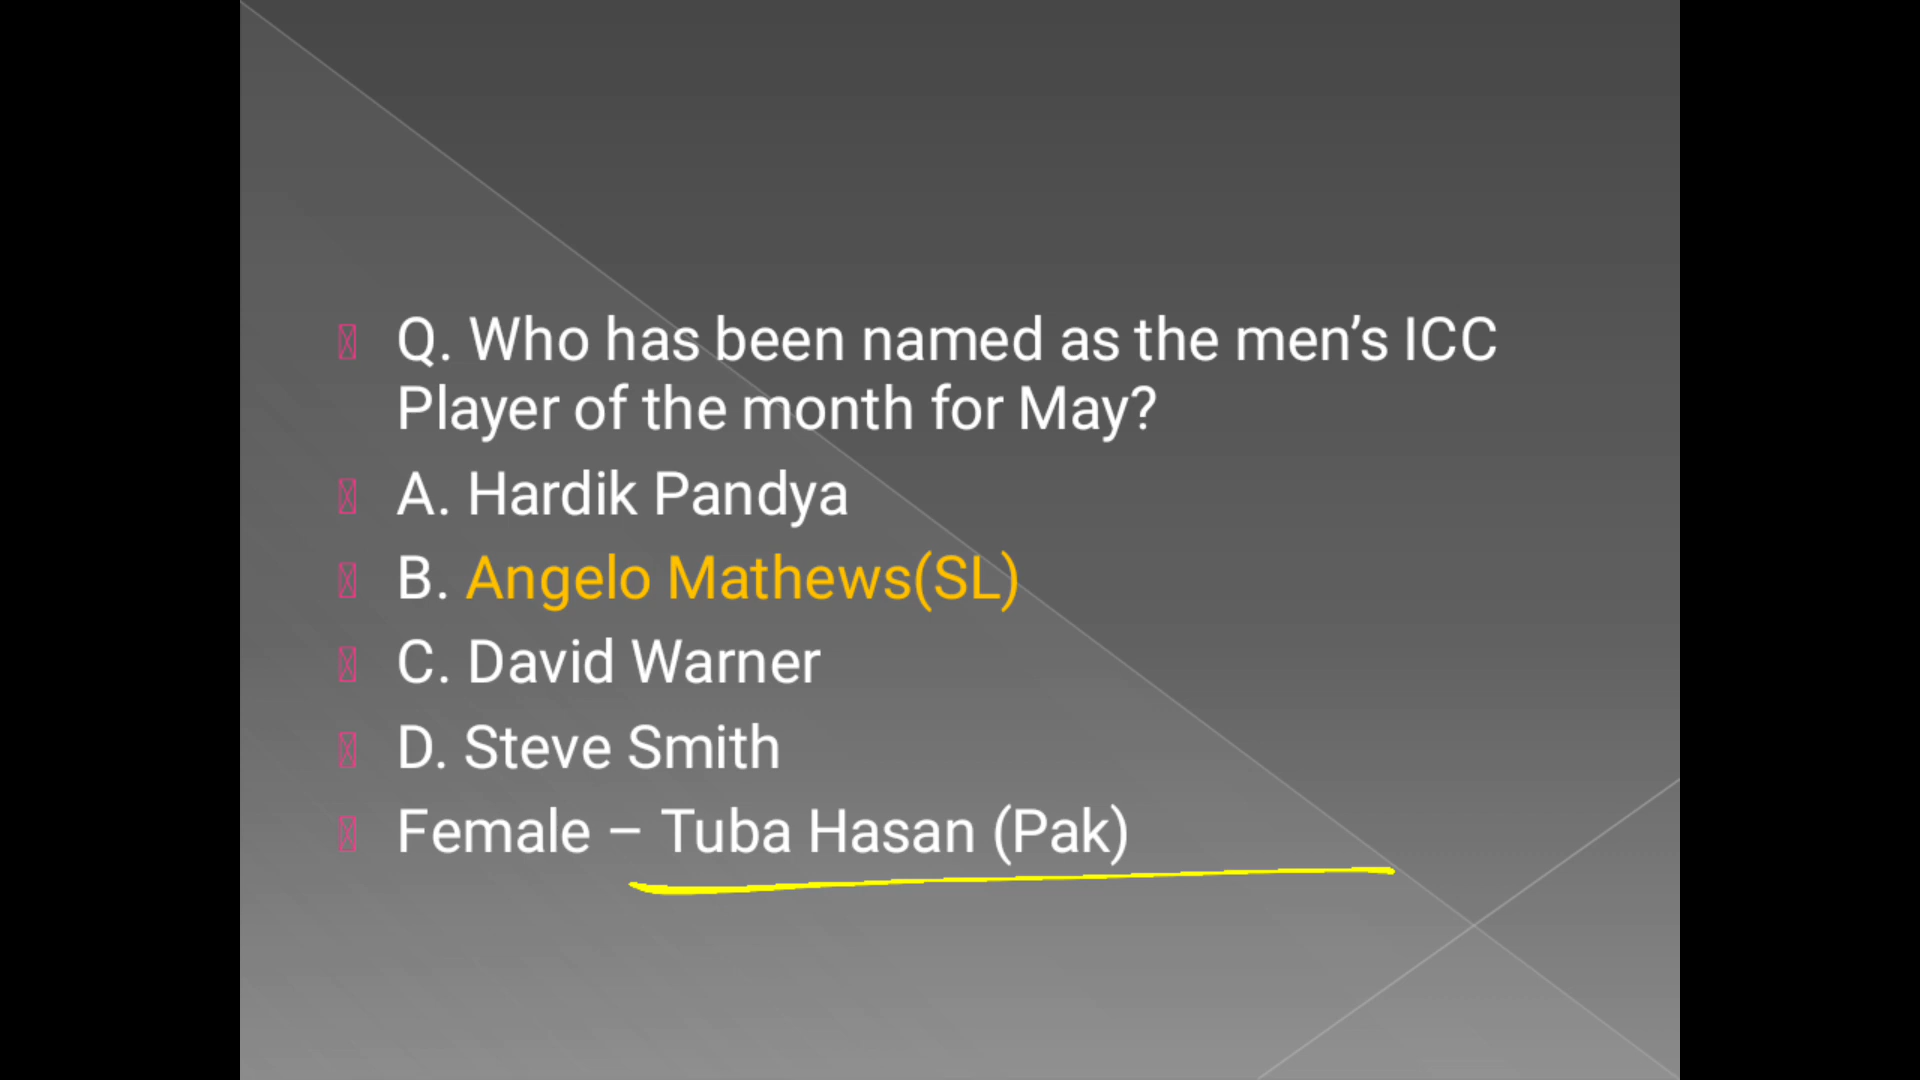 Q. Who has been named as the men’s ICC
Player of the month for May?
A. Hardik Pandya
B. Angelo Mathews(SL)
C. David Warner
D. Steve Smith
Female – Tuba Hasan (Pak)